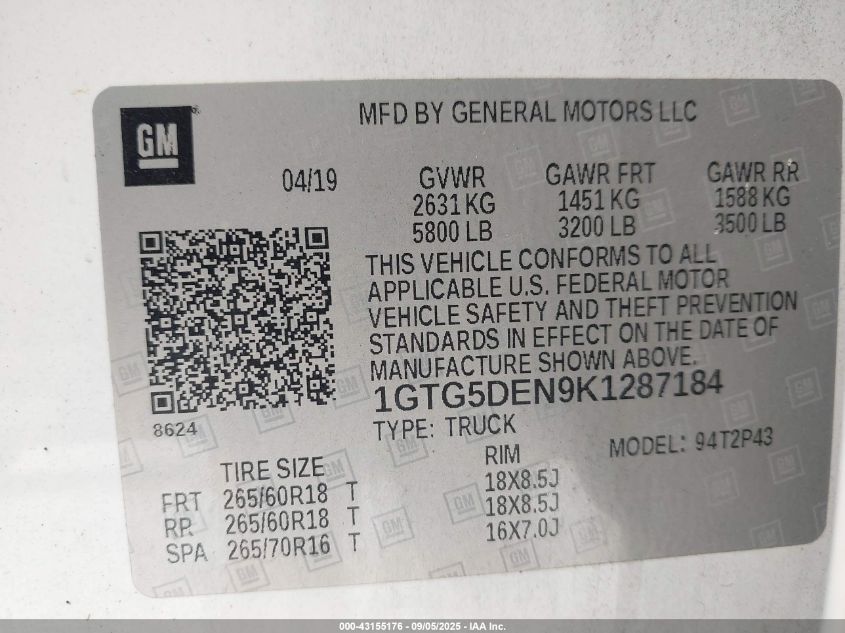 GM
MFD BY GENERAL MOTORS LLC
04/19
GVWR GAWR FRT GAWR RR
2631 KG 1451 KG 1588 KG
5800 LB 3200 LB 3500 LB
THIS VEHICLE CONFORMS TO ALL
APPLICABLE U.S. FEDERAL MOTOR
VEHICLE SAFETY AND THEFT PREVENTION
STANDARDS IN EFFECT ON THE DATE OF
MANUFACTURE SHOWN ABOVE.
1GTG5DEN9K1287184
8624
TYPE: TRUCK MODEL: 94T2P43
TIRE SIZE RIM
FRT 265/60R18 T 18X8.5J
RR 265/60R18 T 18X8.5J
SPA 265/70R16 T 16X7.0J
000-43155176 - 09/05/2025 - IAA Inc.